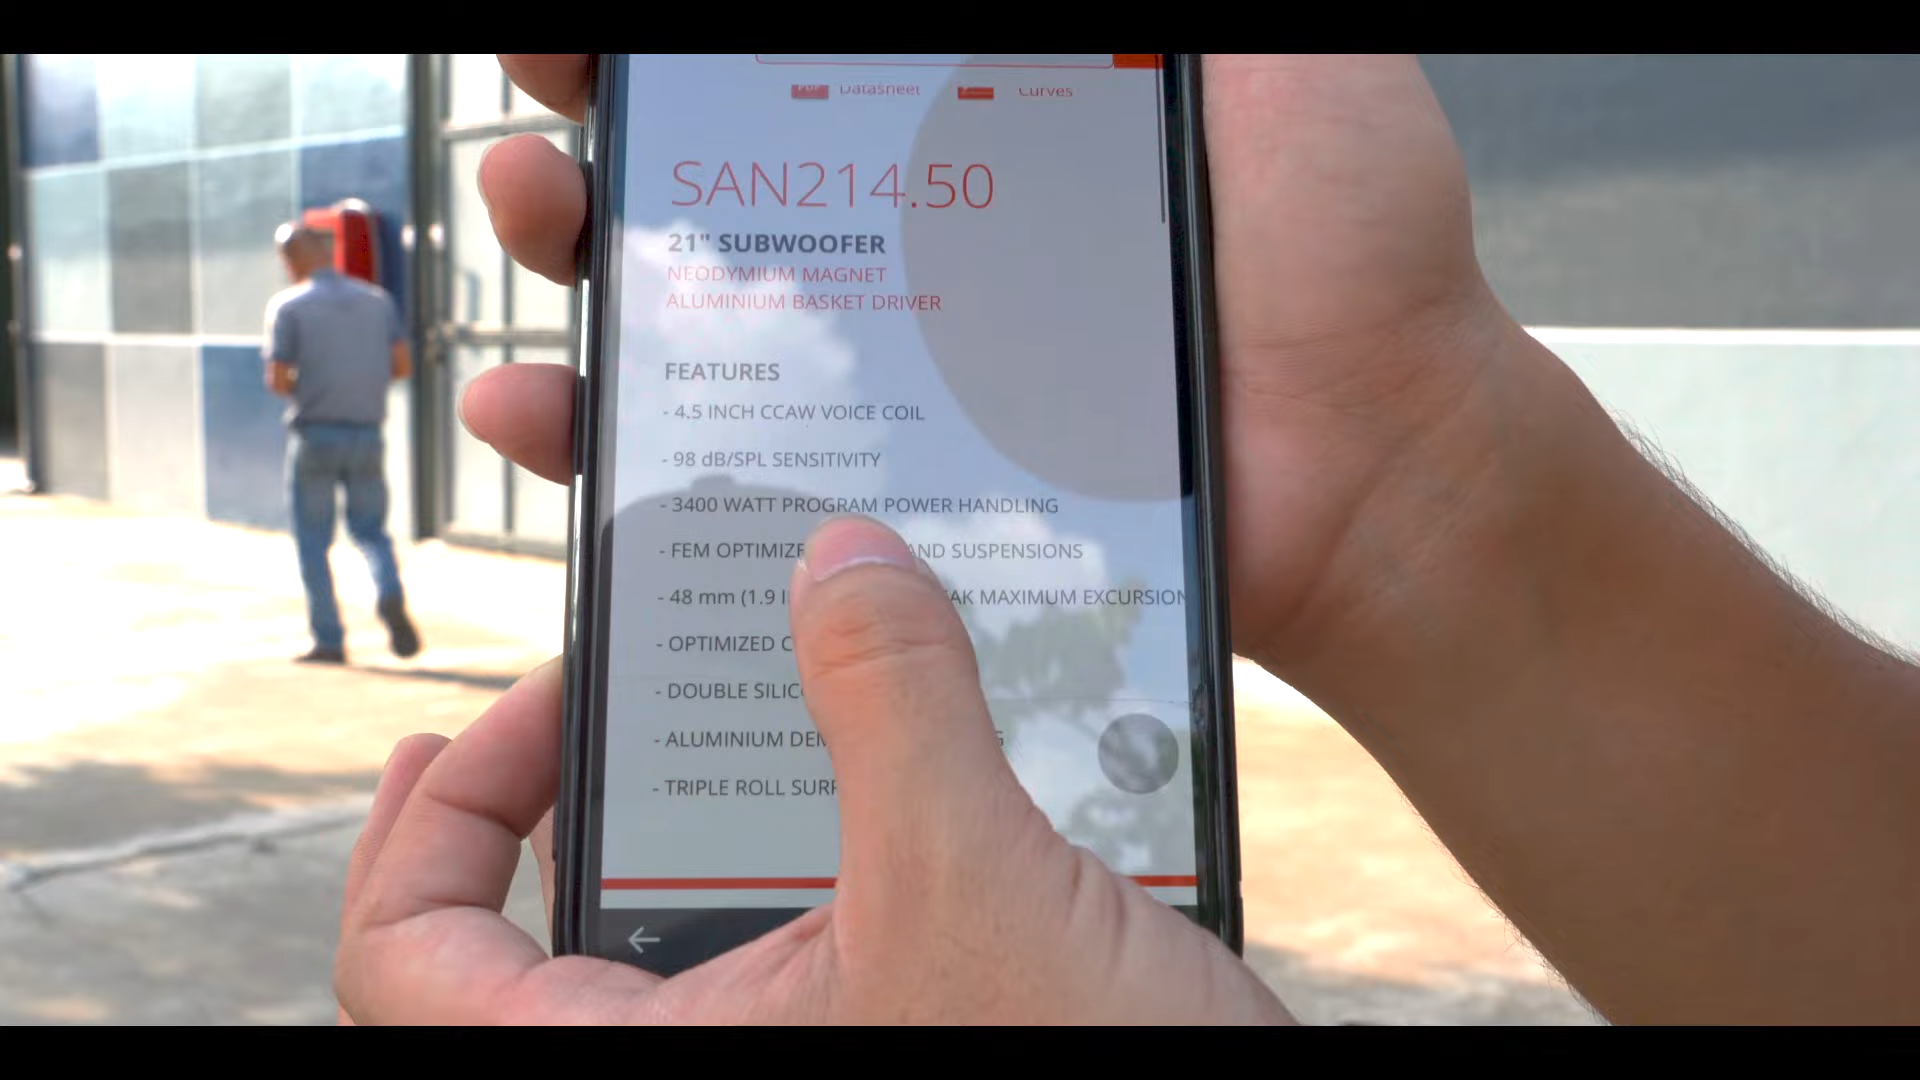 PDF Datasheet Curves
SAN214.50
21" SUBWOOFER
NEODYMIUM MAGNET
ALUMINIUM BASKET DRIVER
FEATURES
- 4.5 INCH CCAW VOICE COIL
- 98 dB/SPL SENSITIVITY
- 3400 WATT PROGRAM POWER HANDLING
- FEM AND SUSPENSIONS
- 48 mm (1.9 MAXIMUM EXCURSION
- OPTIMIZED
- DOUBLE
- ALUMINIUM
- TRIPLE ROLL